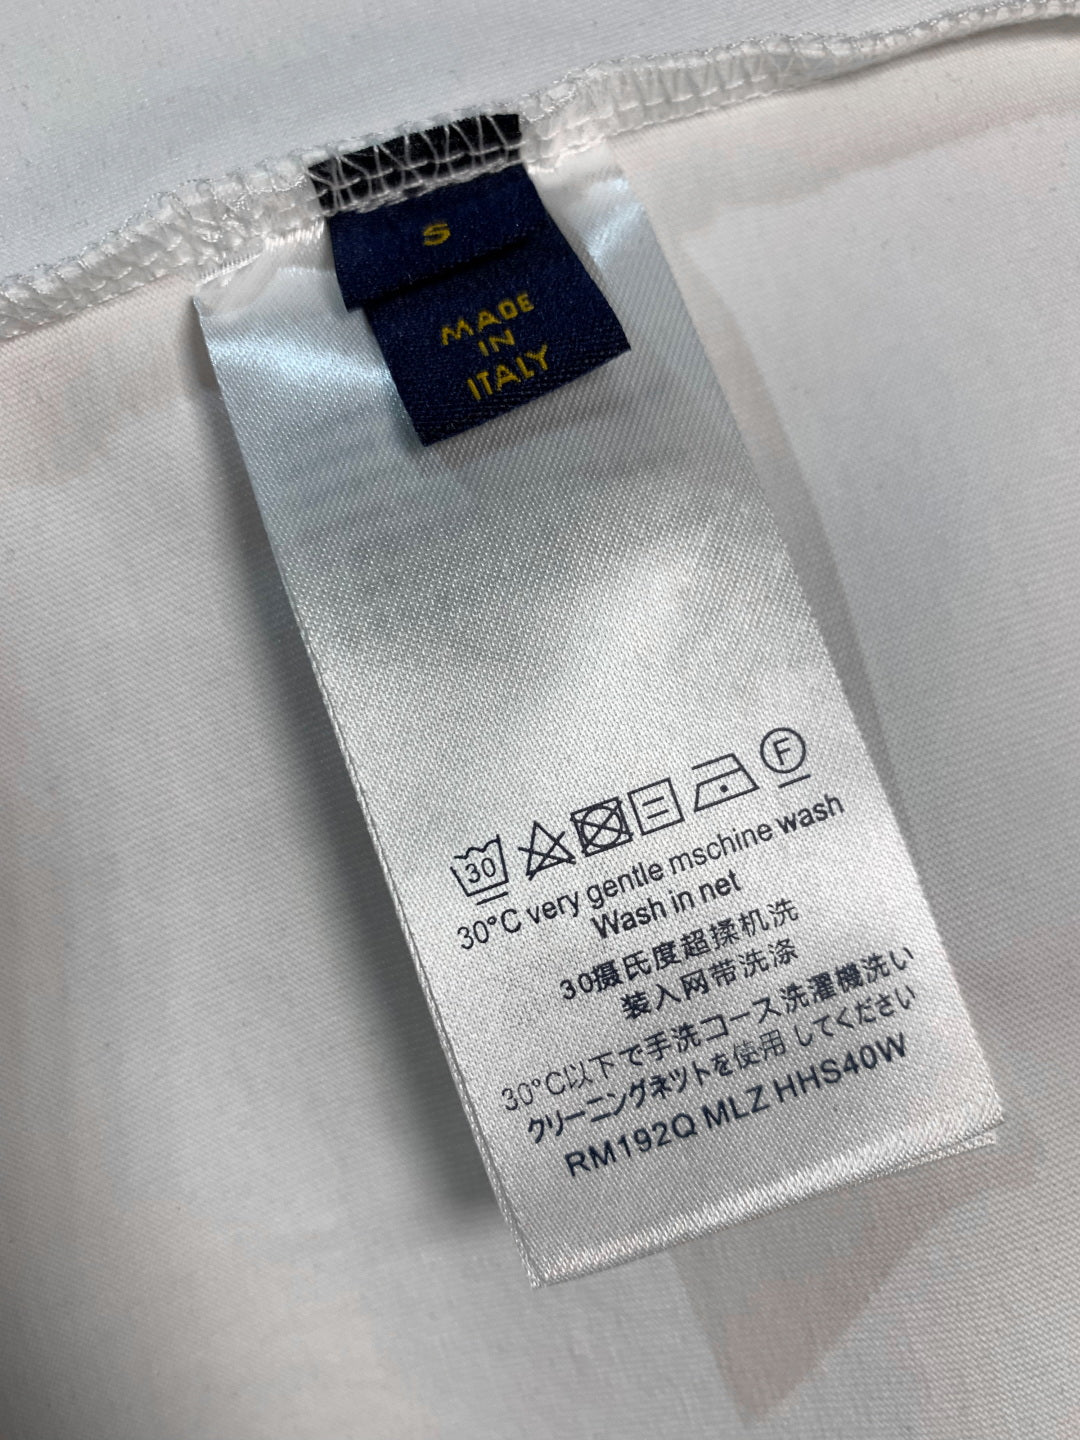 S
MADE
IN
ITALY
30
F
30°C very gentle mschine wash
Wash in net
30摄氏度超揉机洗
装入网带洗涤
30°C以下で手洗コース洗濯機洗い
クリーニングネツトを使用してください
RM192Q MLZ HHS40W